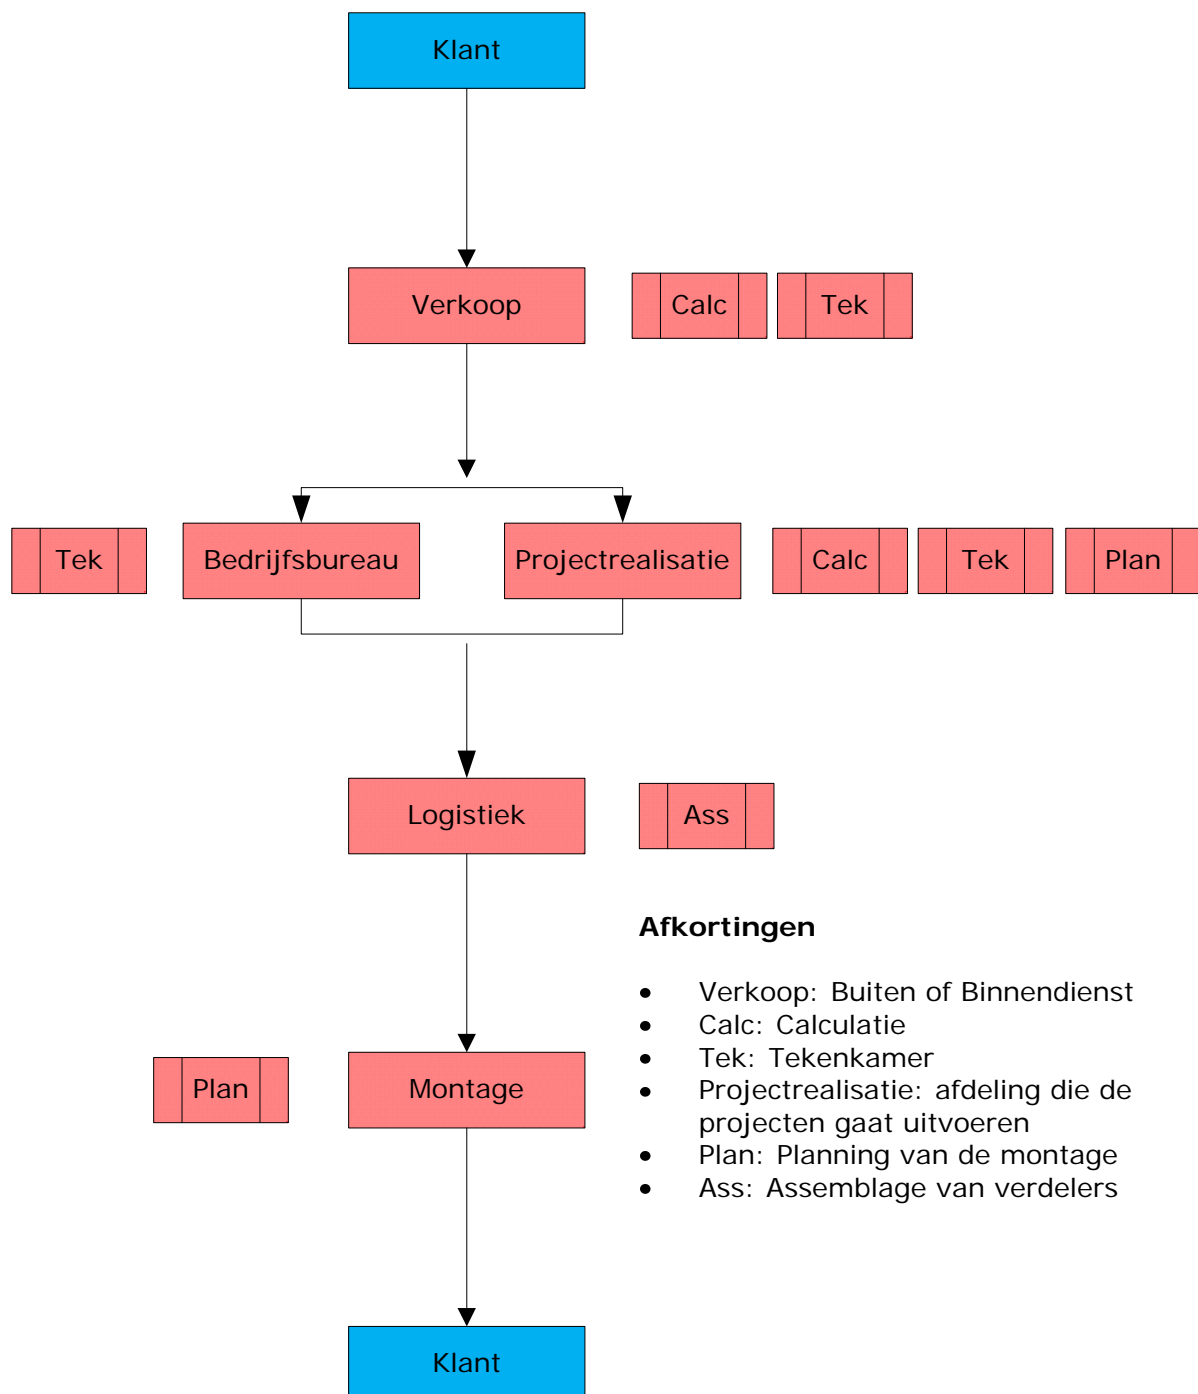 Klant
Verkoop Calc Tek
Tek Bedrijfsbureau Projectrealisatie Calc Tek Plan
Logistiek Ass
Afkortingen
• Verkoop: Buiten of Binnendienst
• Calc: Calculatie
• Tek: Tekenkamer
• Projectrealisatie: afdeling die de
projecten gaat uitvoeren
• Plan: Planning van de montage
• Ass: Assemblage van verdelers
Plan Montage
Klant